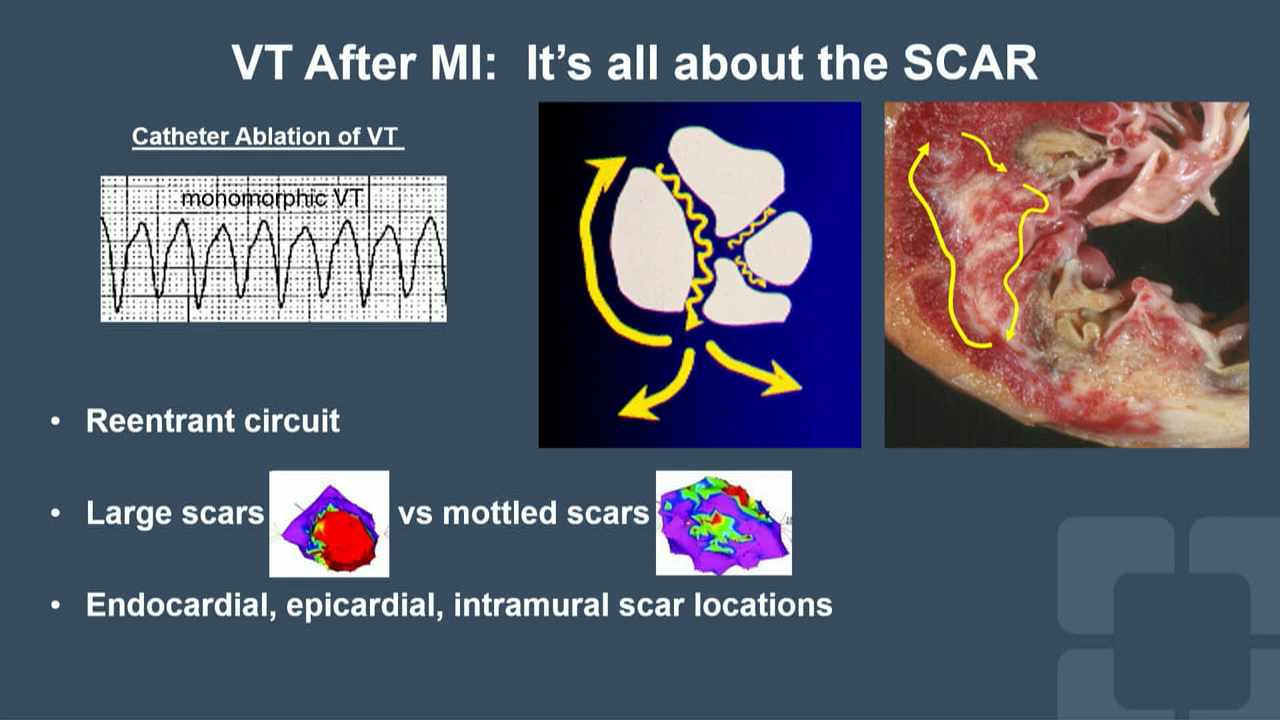 VT After MI: It’s all about the SCAR
Catheter Ablation of VT
monomorphic VT
• Reentrant circuit
• Large scars vs mottled scars
• Endocardial, epicardial, intramural scar locations